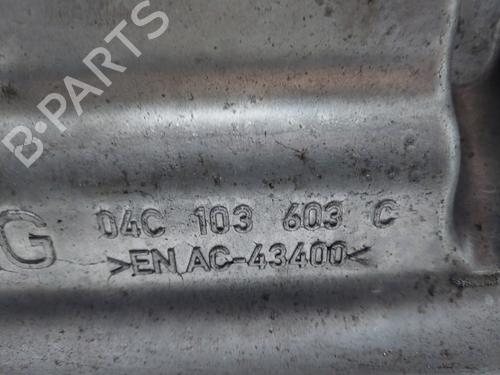 B-PARTS
G
04C 103 603 C
>EN AC-43400<